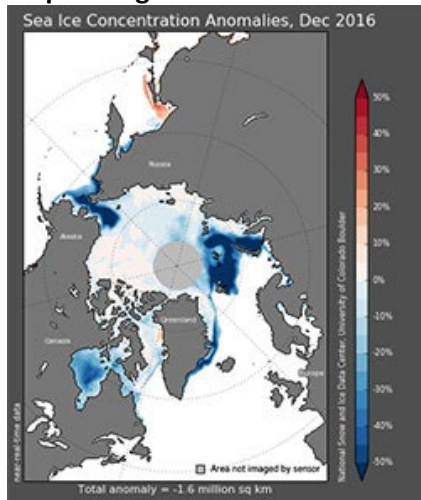 Sea Ice Concentration Anomalies, Dec 2016
Russia
Alaska
Greenland
Canada
Europe
near-real-time data
Area not imaged by sensor
Total anomaly = -1.6 million sq km
50%
40%
30%
20%
10%
0%
-10%
-20%
-30%
-40%
-50%
National Snow and Ice Data Center, University of Colorado Boulder